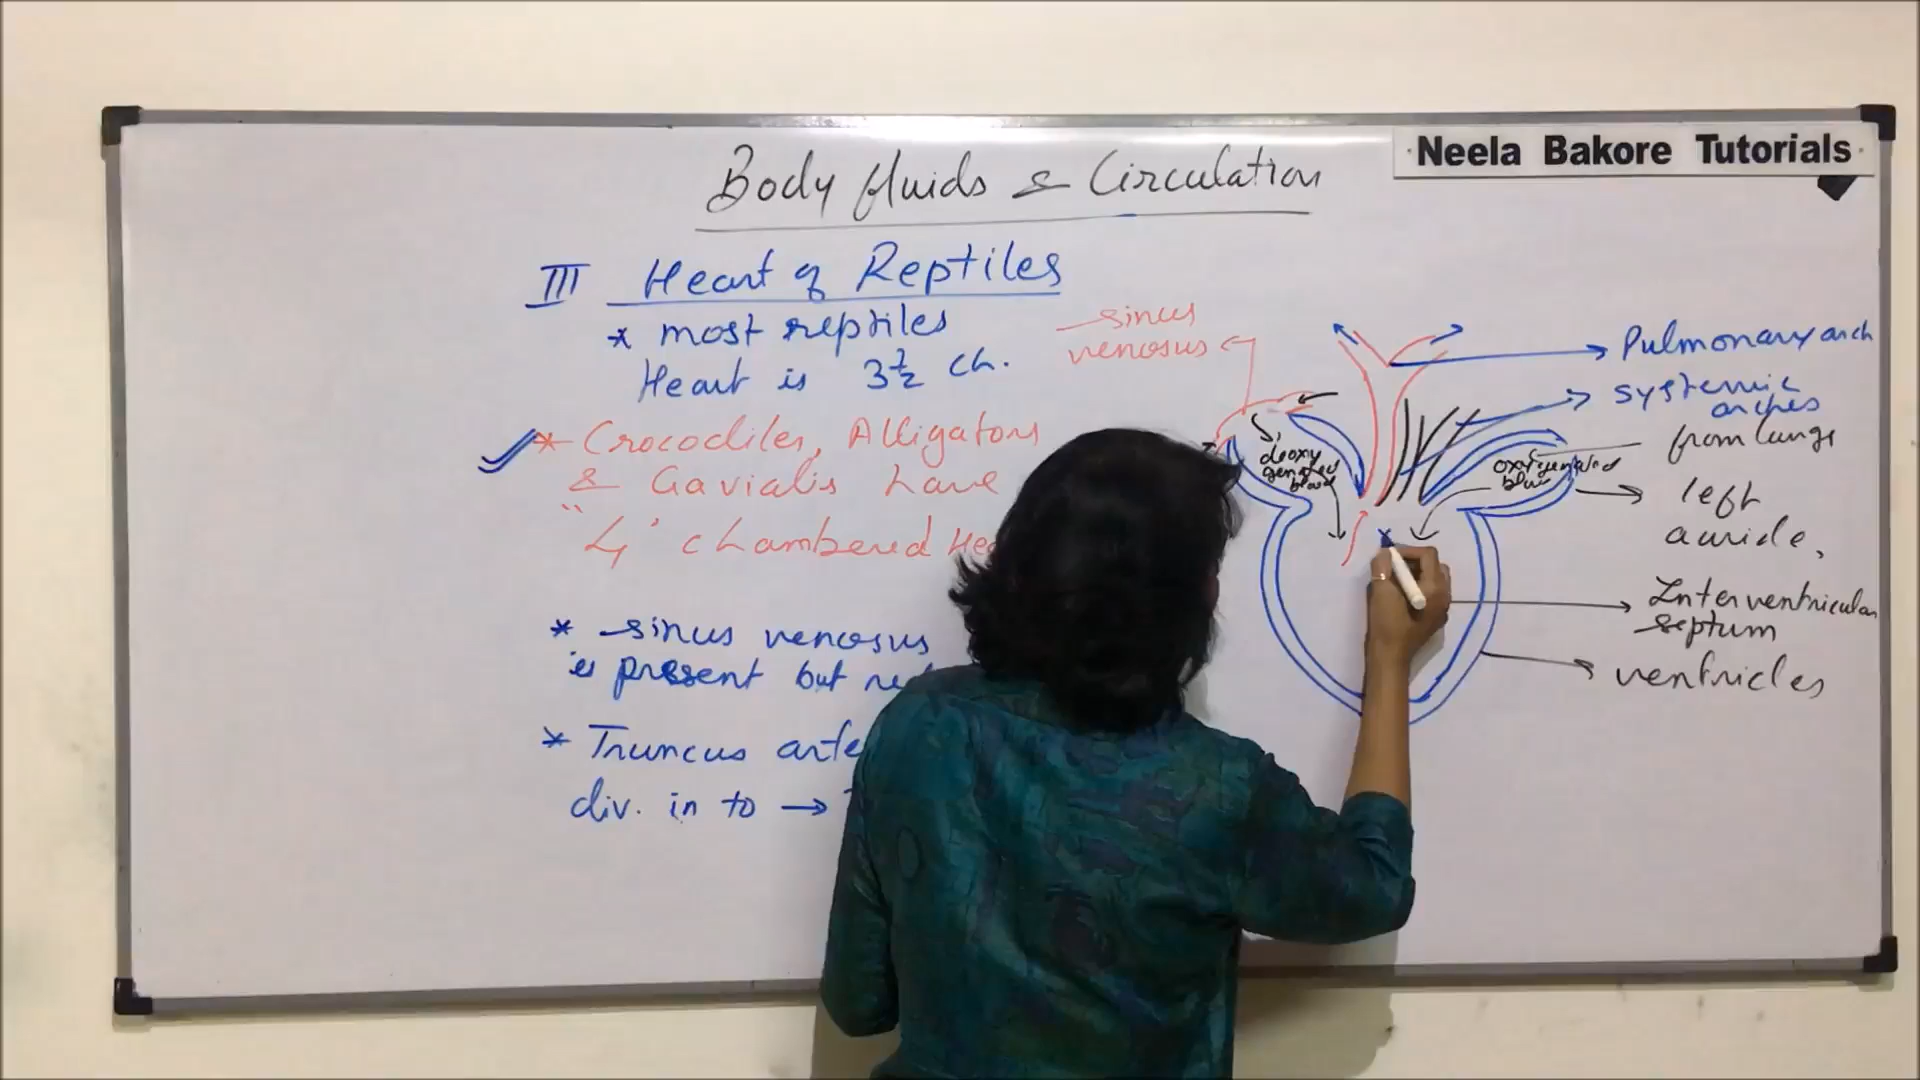 Neela Bakore Tutorials
Body fluids & Circulation
III Heart of Reptiles
* most reptiles
Heart is 3½ ch.
* Crocodiles, Alligators
& Gavialis have
"4" chambered
* sinus venosus
is present but
* Truncus
div. in to →
sinus
venosus
deoxy
genated
blood
oxygenated
Pulmonary arch
systemic
arches
from lungs
left
auricle,
Interventricular
septum
ventricles